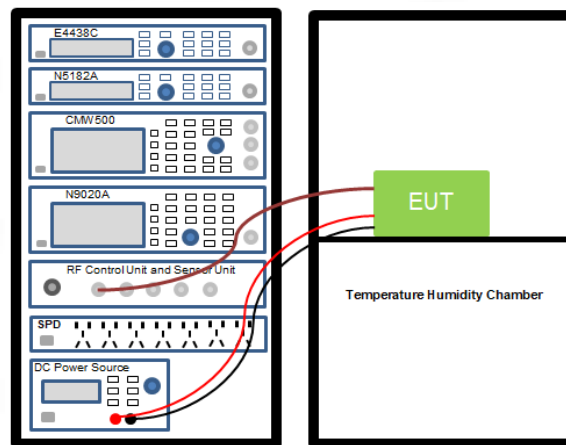 E4438C
N5182A
CMW500
N9020A
RF Control Unit and Sensor Unit
SPD
DC Power Source
EUT
Temperature Humidity Chamber